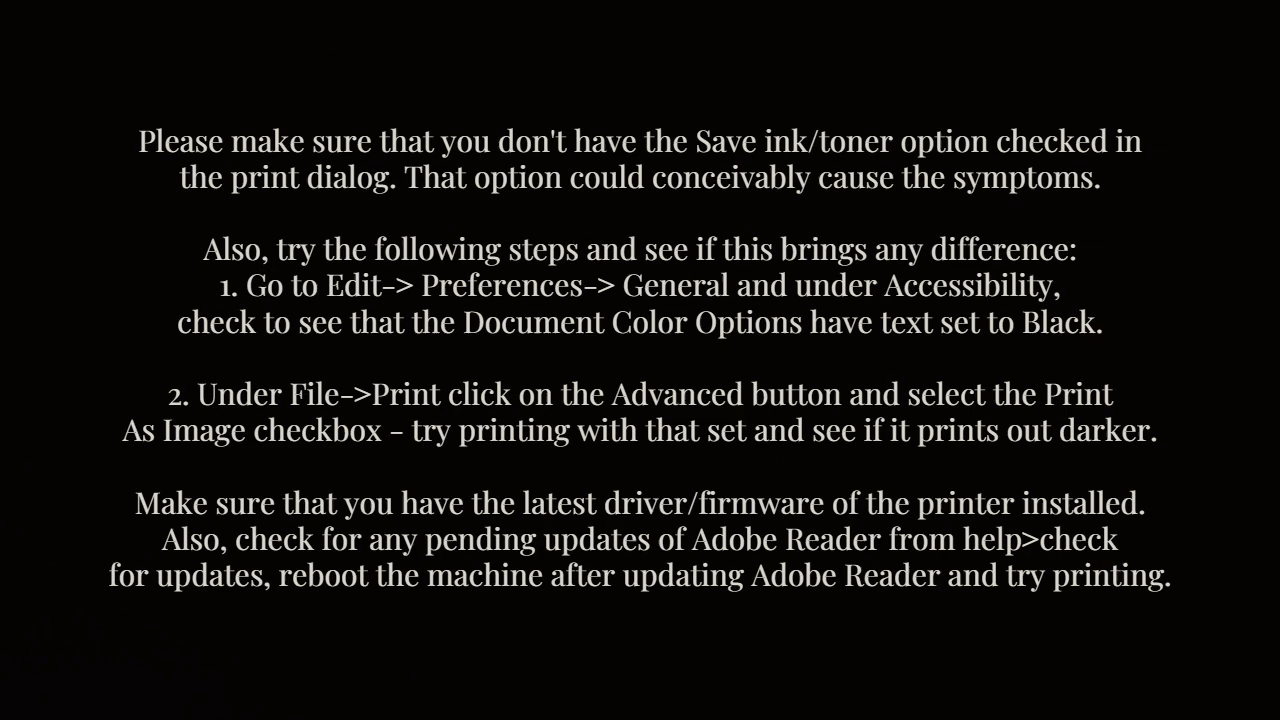 Please make sure that you don't have the Save ink/toner option checked in
the print dialog. That option could conceivably cause the symptoms.
Also, try the following steps and see if this brings any difference:
1. Go to Edit-> Preferences-> General and under Accessibility,
check to see that the Document Color Options have text set to Black.
2. Under File->Print click on the Advanced button and select the Print
As Image checkbox - try printing with that set and see if it prints out darker.
Make sure that you have the latest driver/firmware of the printer installed.
Also, check for any pending updates of Adobe Reader from help>check
for updates, reboot the machine after updating Adobe Reader and try printing.